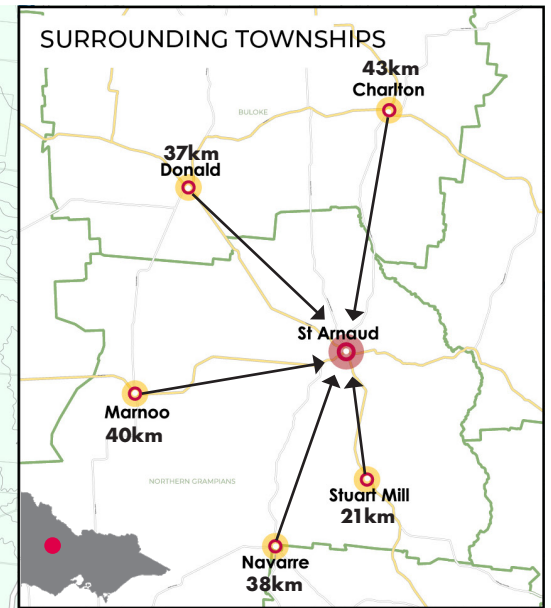 SURROUNDING TOWNSHIPS
43km
Charlton
BULOKE
37km
Donald
St Arnaud
Marnoo
40km
NORTHERN GRAMPIANS
Stuart Mill
21km
Navarre
38km